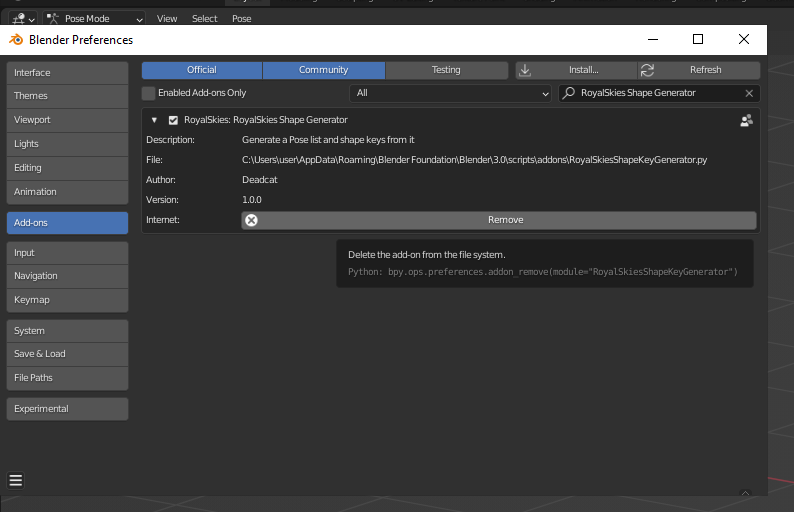 Pose Mode View Select Pose
Blender Preferences
Interface
Themes
Viewport
Lights
Editing
Animation
Add-ons
Input
Navigation
Keymap
System
Save & Load
File Paths
Experimental
Official Community Testing Install... Refresh
Enabled Add-ons Only All RoyalSkies Shape Generator
RoyalSkies: RoyalSkies Shape Generator
Description: Generate a Pose list and shape keys from it
File: C:\Users\user\AppData\Roaming\Blender Foundation\Blender\3.0\scripts\addons\RoyalSkiesShapeKeyGenerator.py
Author: Deadcat
Version: 1.0.0
Internet: Remove
Delete the add-on from the file system.
Python: bpy.ops.preferences.addon_remove(module="RoyalSkiesShapeKeyGenerator")